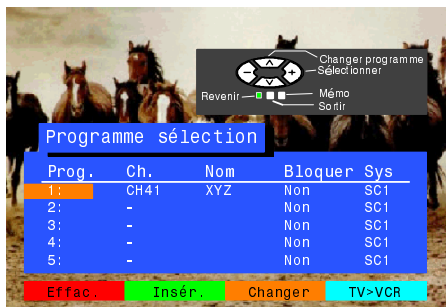 Changer programme
Sélectionner
Revenir
Mémo
Sortir
Programme sélection
Prog. Ch. Nom Bloquer Sys
1: CH41 XYZ Non SC1
2: - Non SC1
3: - Non SC1
4: - Non SC1
5: - Non SC1
Effac. Insér. Changer TV>VCR